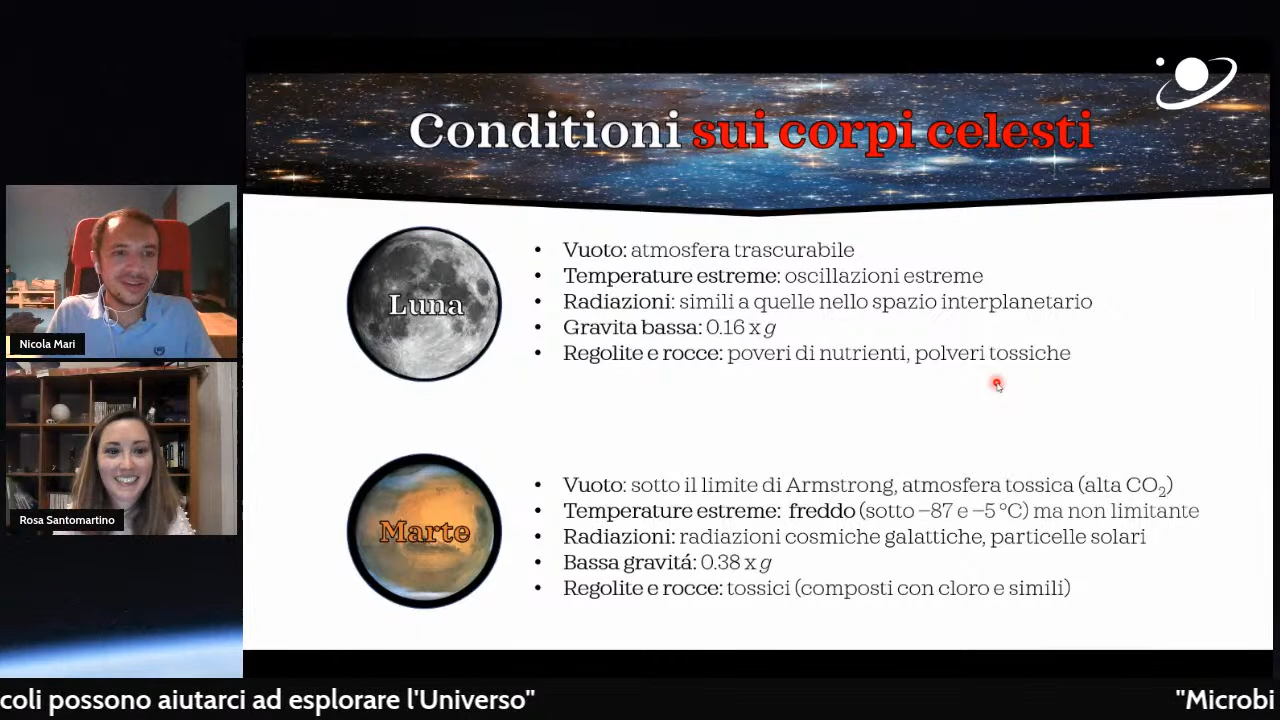 Conditioni sui corpi celesti
Nicola Mari
Rosa Santomartino
Luna
• Vuoto: atmosfera trascurabile
• Temperature estreme: oscillazioni estreme
• Radiazioni: simili a quelle nello spazio interplanetario
• Gravita bassa: 0.16 x g
• Regolite e rocce: poveri di nutrienti, polveri tossiche
Marte
• Vuoto: sotto il limite di Armstrong, atmosfera tossica (alta CO₂)
• Temperature estreme: freddo (sotto –87 e –5 °C) ma non limitante
• Radiazioni: radiazioni cosmiche galattiche, particelle solari
• Bassa gravitá: 0.38 x g
• Regolite e rocce: tossici (composti con cloro e simili)
coli possono aiutarci ad esplorare l'Universo" "Microbi